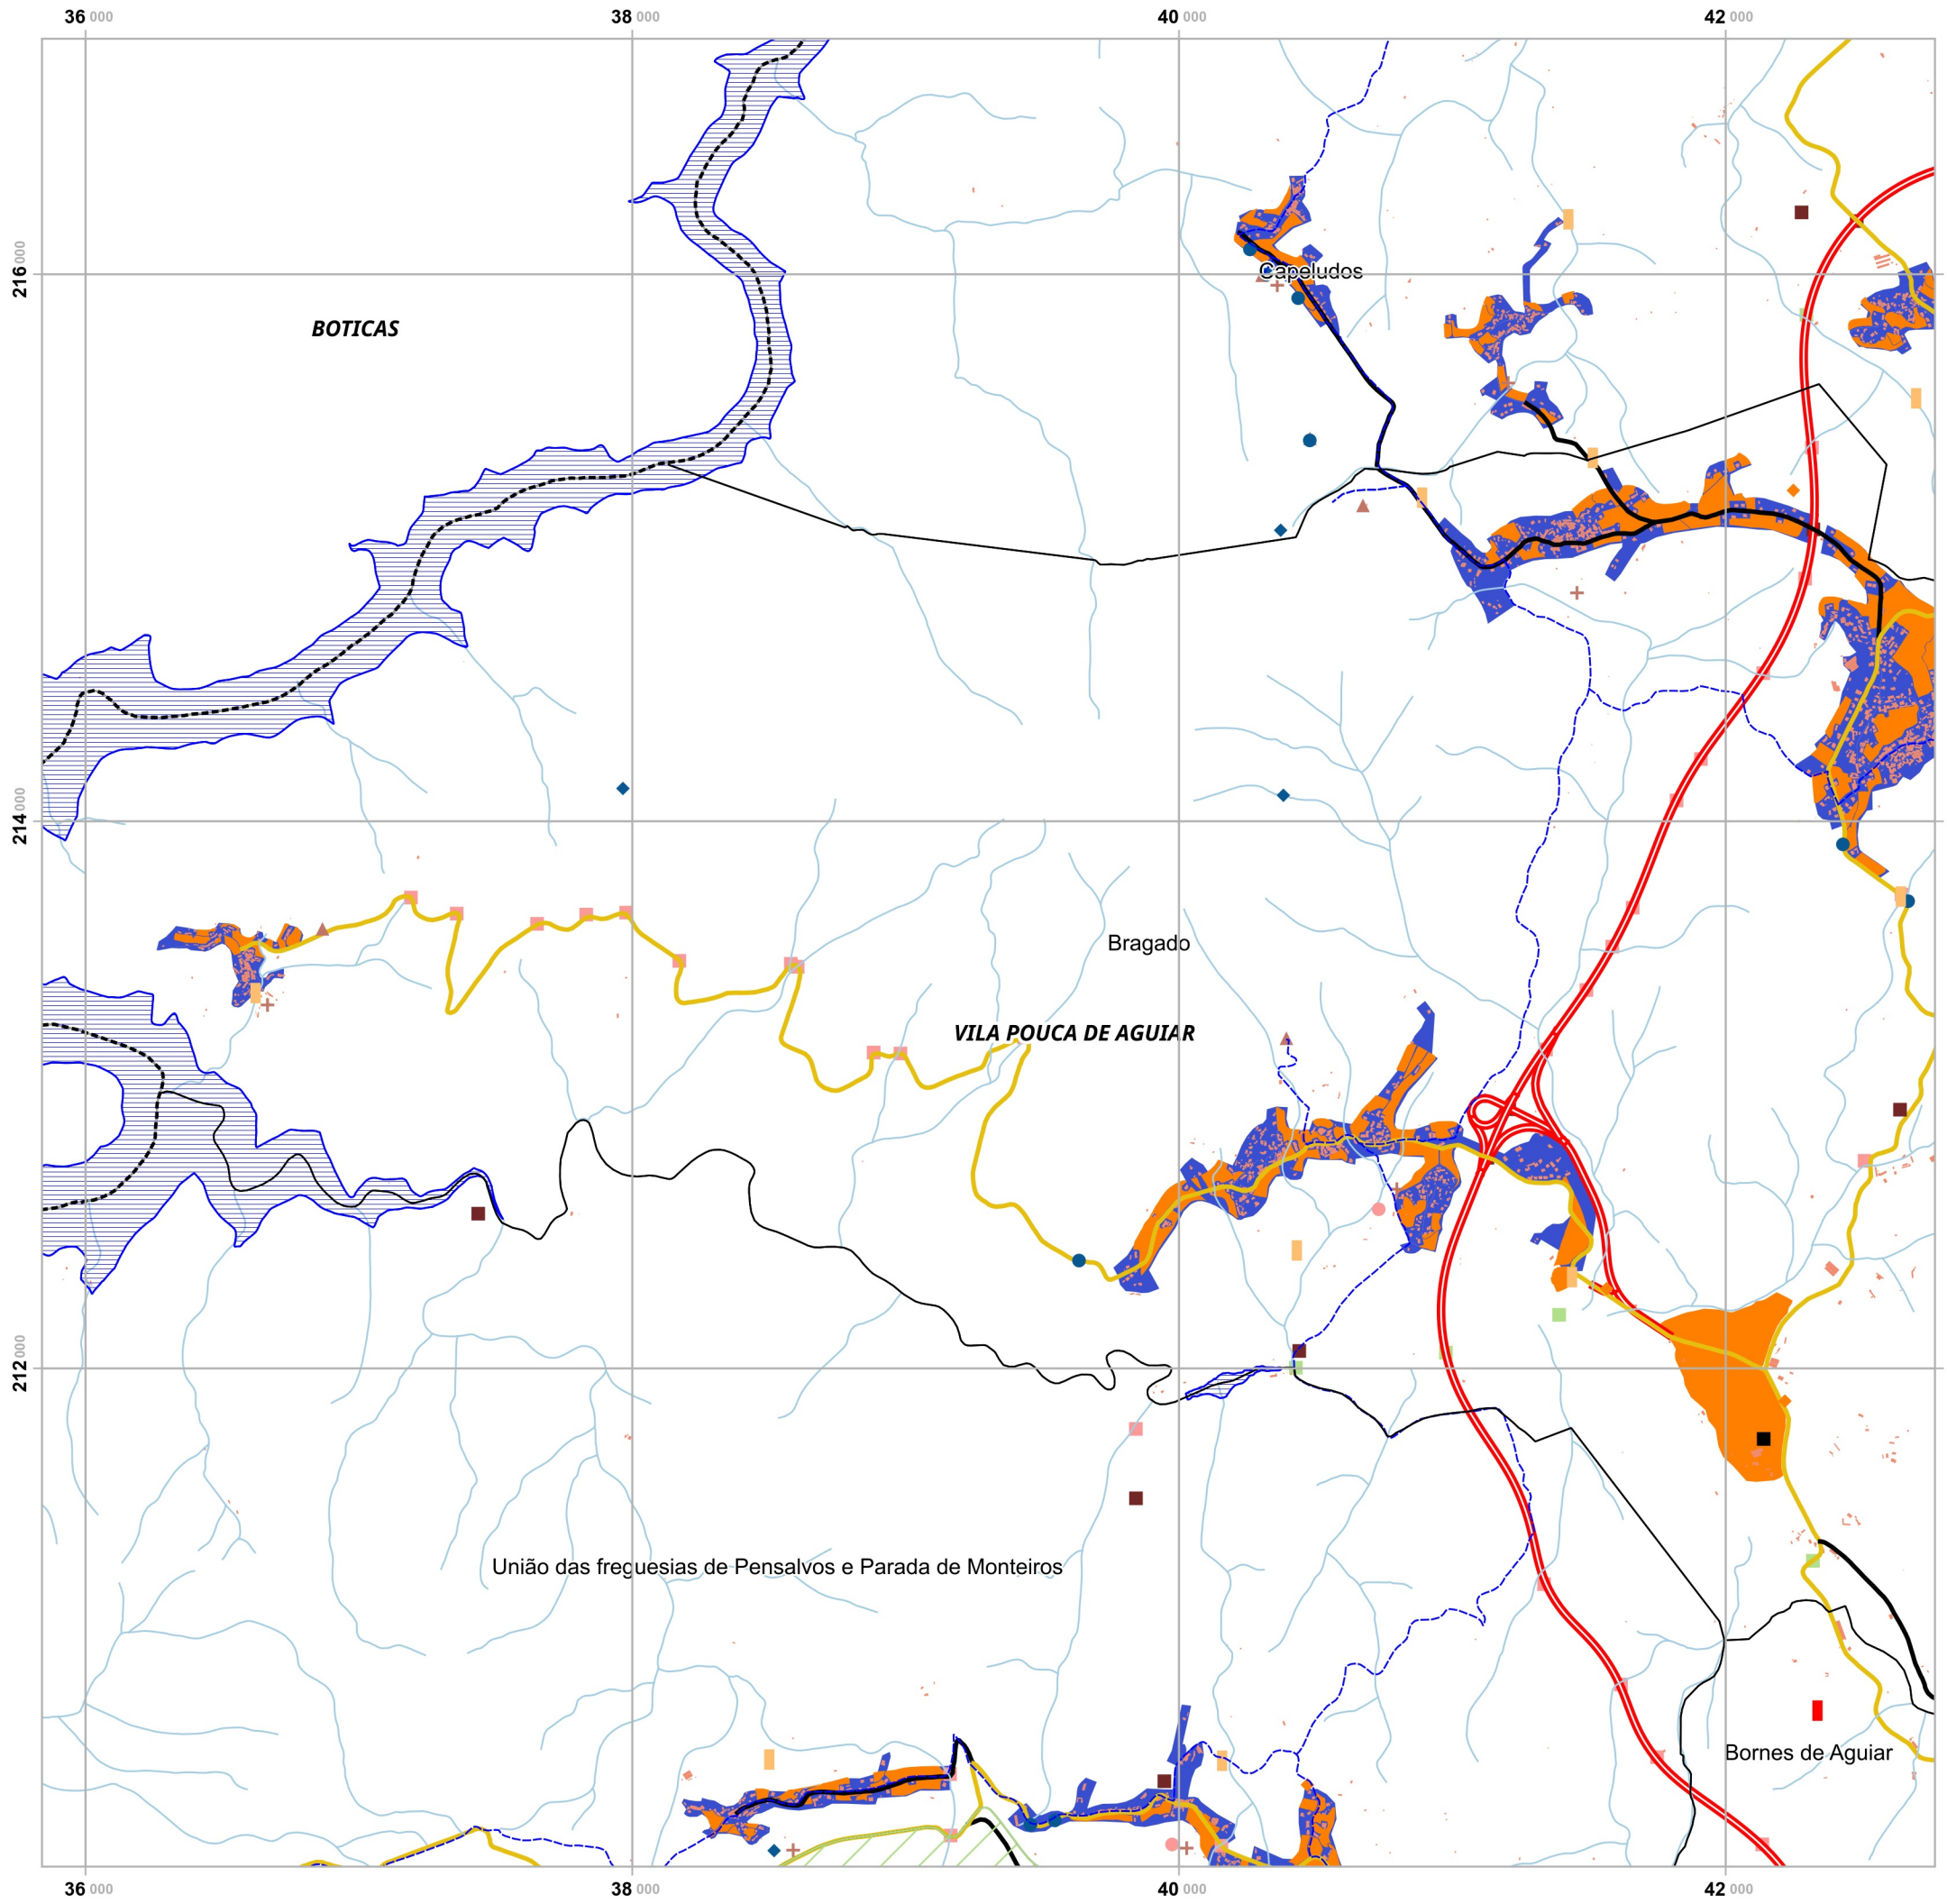 36 000 38 000 40 000 42 000
216 000
Capeludos
BOTICAS
214 000
Bragado
VILA POUCA DE AGUIAR
212 000
União das freguesias de Pensalvos e Parada de Monteiros
Bornes de Aguiar
36 000 38 000 40 000 42 000